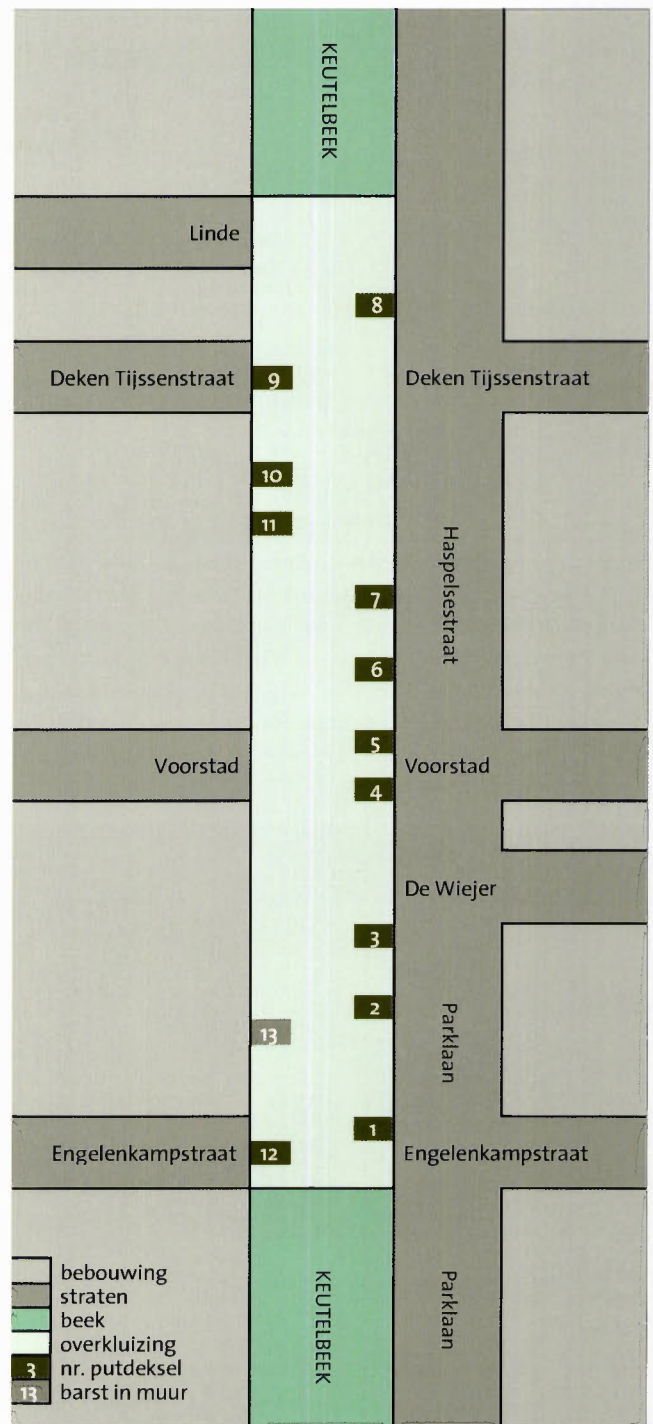 KEUTELBEEK
Linde
8
Deken Tijssenstraat
9
Deken Tijssenstraat
10
11
Haspelsestraat
7
6
5
Voorstad
Voorstad
4
De Wiejer
3
2
Parklaan
13
1
Engelenkampstraat
12
Engelenkampstraat
KEUTELBEEK
Parklaan
bebouwing
straten
beek
overkluizing
3 nr. putdeksel
13 barst in muur